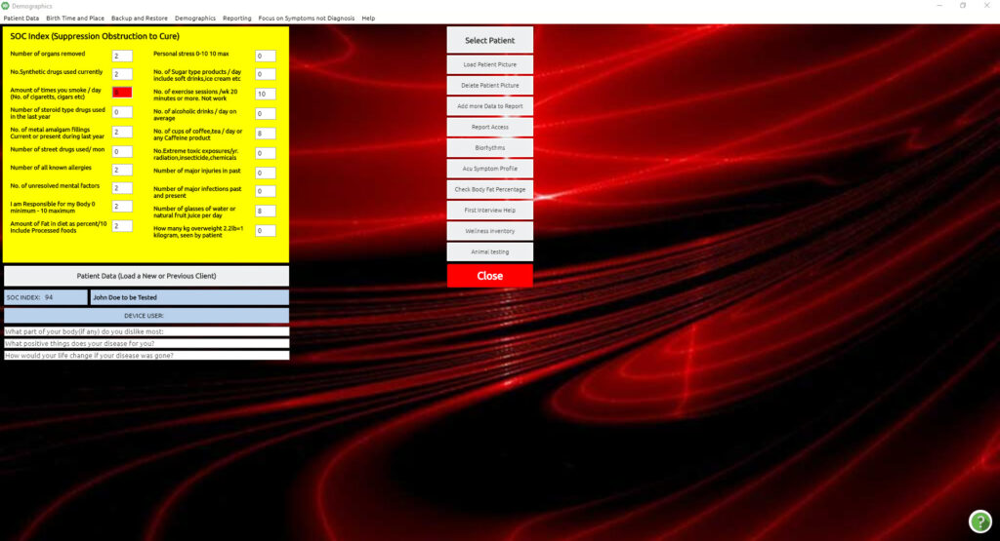 Demographics
Patient Data Birth Time and Place Backup and Restore Demographics Reporting Focus on Symptoms not Diagnosis Help
SOC Index (Suppression Obstruction to Cure)
Number of organs removed 2
No.Synthetic drugs used currently 2
Amount of times you smoke / day
(No. of cigaretts, cigars etc)
Number of steroid type drugs used
in the last year 0
No. of metal amalgam fillings
Current or present during last year 2
Number of street drugs used/ mon 0
Number of all known allergies 2
No. of unresolved mental factors 2
I am Responsible for my Body 0
minimum - 10 maximum 2
Amount of Fat in diet as percent/10
Include Processed foods 2
Personal stress 0-10 10 max 0
No. of Sugar type products / day
include soft drinks,ice cream etc 0
No. of exercise sessions /wk 20
minutes or more. Not work 10
No. of alcoholic drinks / day on
average 0
No. of cups of coffee,tea / day or
any Caffeine product 8
No.Extreme toxic exposures/yr.
radiation,insecticide,chemicals 0
Number of major injuries in past 0
Number of major infections past
and present 0
Number of glasses of water or
natural fruit juice per day 8
How many kg overweight 2.2lb=1
kilogram, seen by patient 0
Patient Data (Load a New or Previous Client)
SOC INDEX: 94 John Doe to be Tested
DEVICE USER:
What part of your body(if any) do you dislike most:
What positive things does your disease for you?
How would your life change if your disease was gone?
Select Patient
Load Patient Picture
Delete Patient Picture
Add more Data to Report
Report Access
Biorhythms
Acu Symptom Profile
Check Body Fat Percentage
First Interview Help
Wellness inventory
Animal testing
Close
?